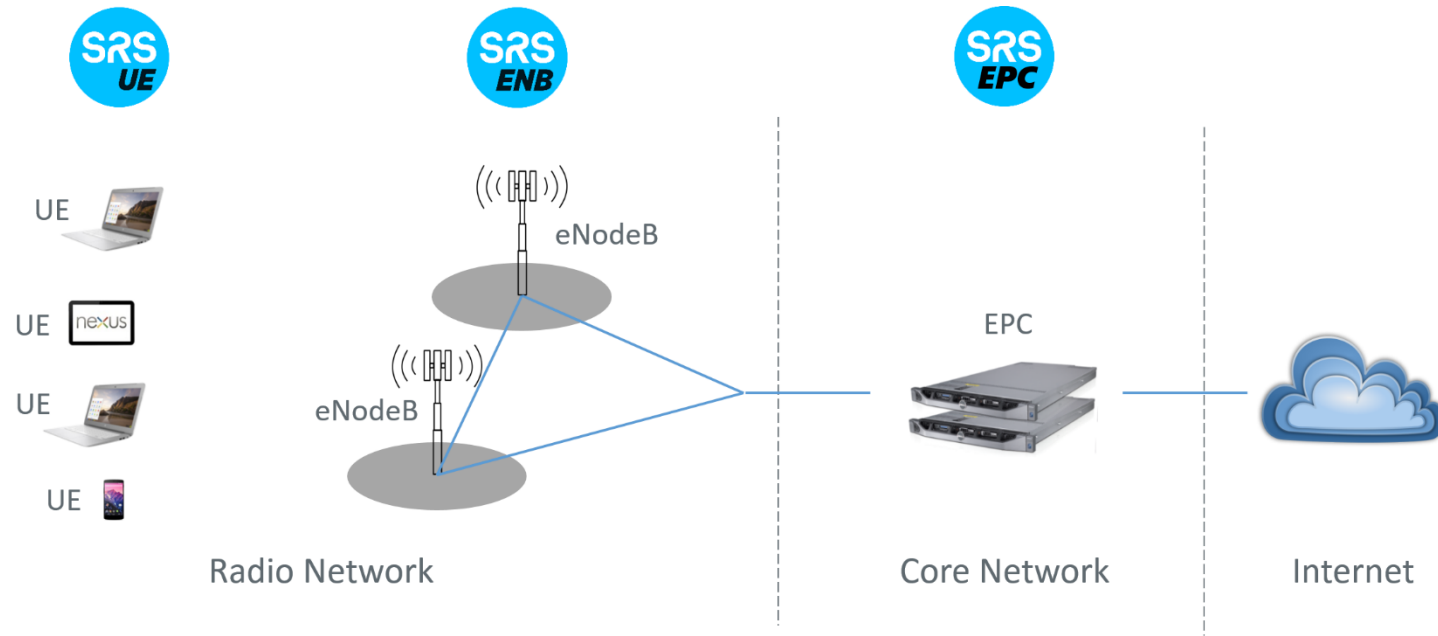 SRS
UE
SRS
ENB
SRS
EPC
UE
eNodeB
UE
nexus
EPC
UE
eNodeB
UE
Radio Network
Core Network
Internet